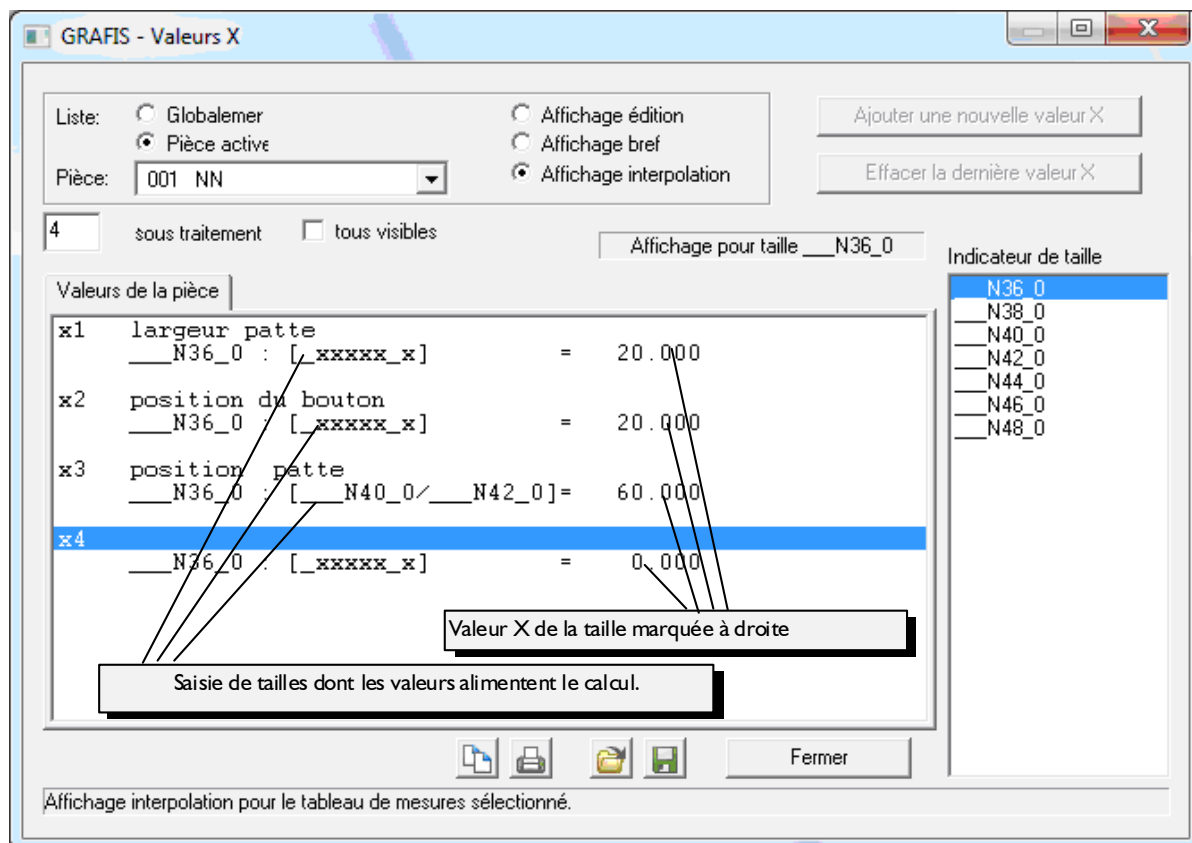 GRAFIS - Valeurs X
Liste:
Globalemer
Pièce active
Affichage édition
Affichage bref
Affichage interpolation
Pièce:
001 NN
Ajouter une nouvelle valeur X
Effacer la dernière valeur X
4
sous traitement
tous visibles
Affichage pour taille ___N36_0
Indicateur de taille
___N36_0
___N38_0
___N40_0
___N42_0
___N44_0
___N46_0
___N48_0
Valeurs de la pièce
x1 largeur patte
___N36_0 : [_xxxxx_x] = 20.000
x2 position du bouton
___N36_0 : [_xxxxx_x] = 20.000
x3 position patte
___N36_0 : [___N40_0/___N42_0]= 60.000
x4
___N36_0 : [_xxxxx_x] = 0.000
Valeur X de la taille marquée à droite
Saisie de tailles dont les valeurs alimentent le calcul.
Fermer
Affichage interpolation pour le tableau de mesures sélectionné.